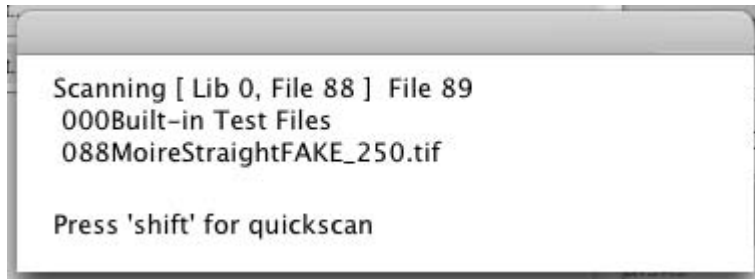 Scanning [ Lib 0, File 88 ]  File 89
000Built-in Test Files
088MoireStraightFAKE_250.tif
Press 'shift' for quickscan